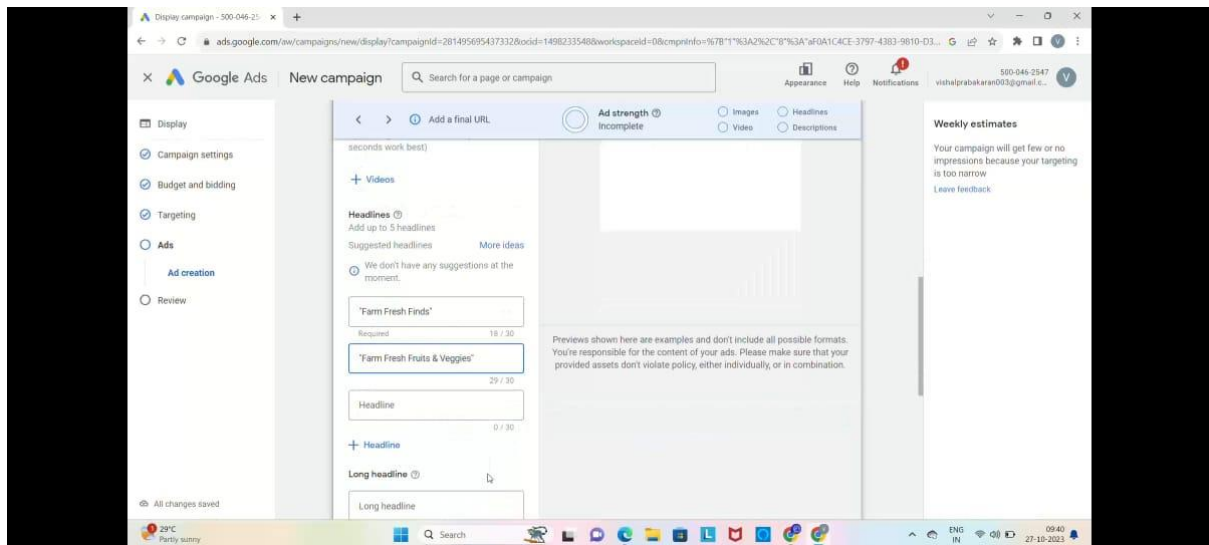 Display campaign - 500-046-25
ads.google.com/aw/campaigns/new/display?campaignId=281495695437332&ocid=1498233548&workspaceid=0&cmpnInfo=%7B"1"%3A2%2C"8"%3A"aF0A1C4CE-3797-4383-9810-D3...
Google Ads
New campaign
Search for a page or campaign
Appearance
Help
Notifications
500-046-2547
vishalprabakaran003@gmail.c...
V
Display
Campaign settings
Budget and bidding
Targeting
Ads
Ad creation
Review
All changes saved
Add a final URL
Ad strength
Incomplete
Images
Headlines
Video
Descriptions
seconds work best)
+ Videos
Headlines
Add up to 5 headlines
Suggested headlines
More ideas
We don't have any suggestions at the
moment.
"Farm Fresh Finds"
Required
18 / 30
"Farm Fresh Fruits & Veggies"
29 / 30
Headline
0 / 30
+ Headline
Long headline
Long headline
Previews shown here are examples and don't include all possible formats.
You're responsible for the content of your ads. Please make sure that your
provided assets don't violate policy, either individually, or in combination.
Weekly estimates
Your campaign will get few or no
impressions because your targeting
is too narrow
Leave feedback
29°C
Partly sunny
Search
ENG
IN
09:40
27-10-2023